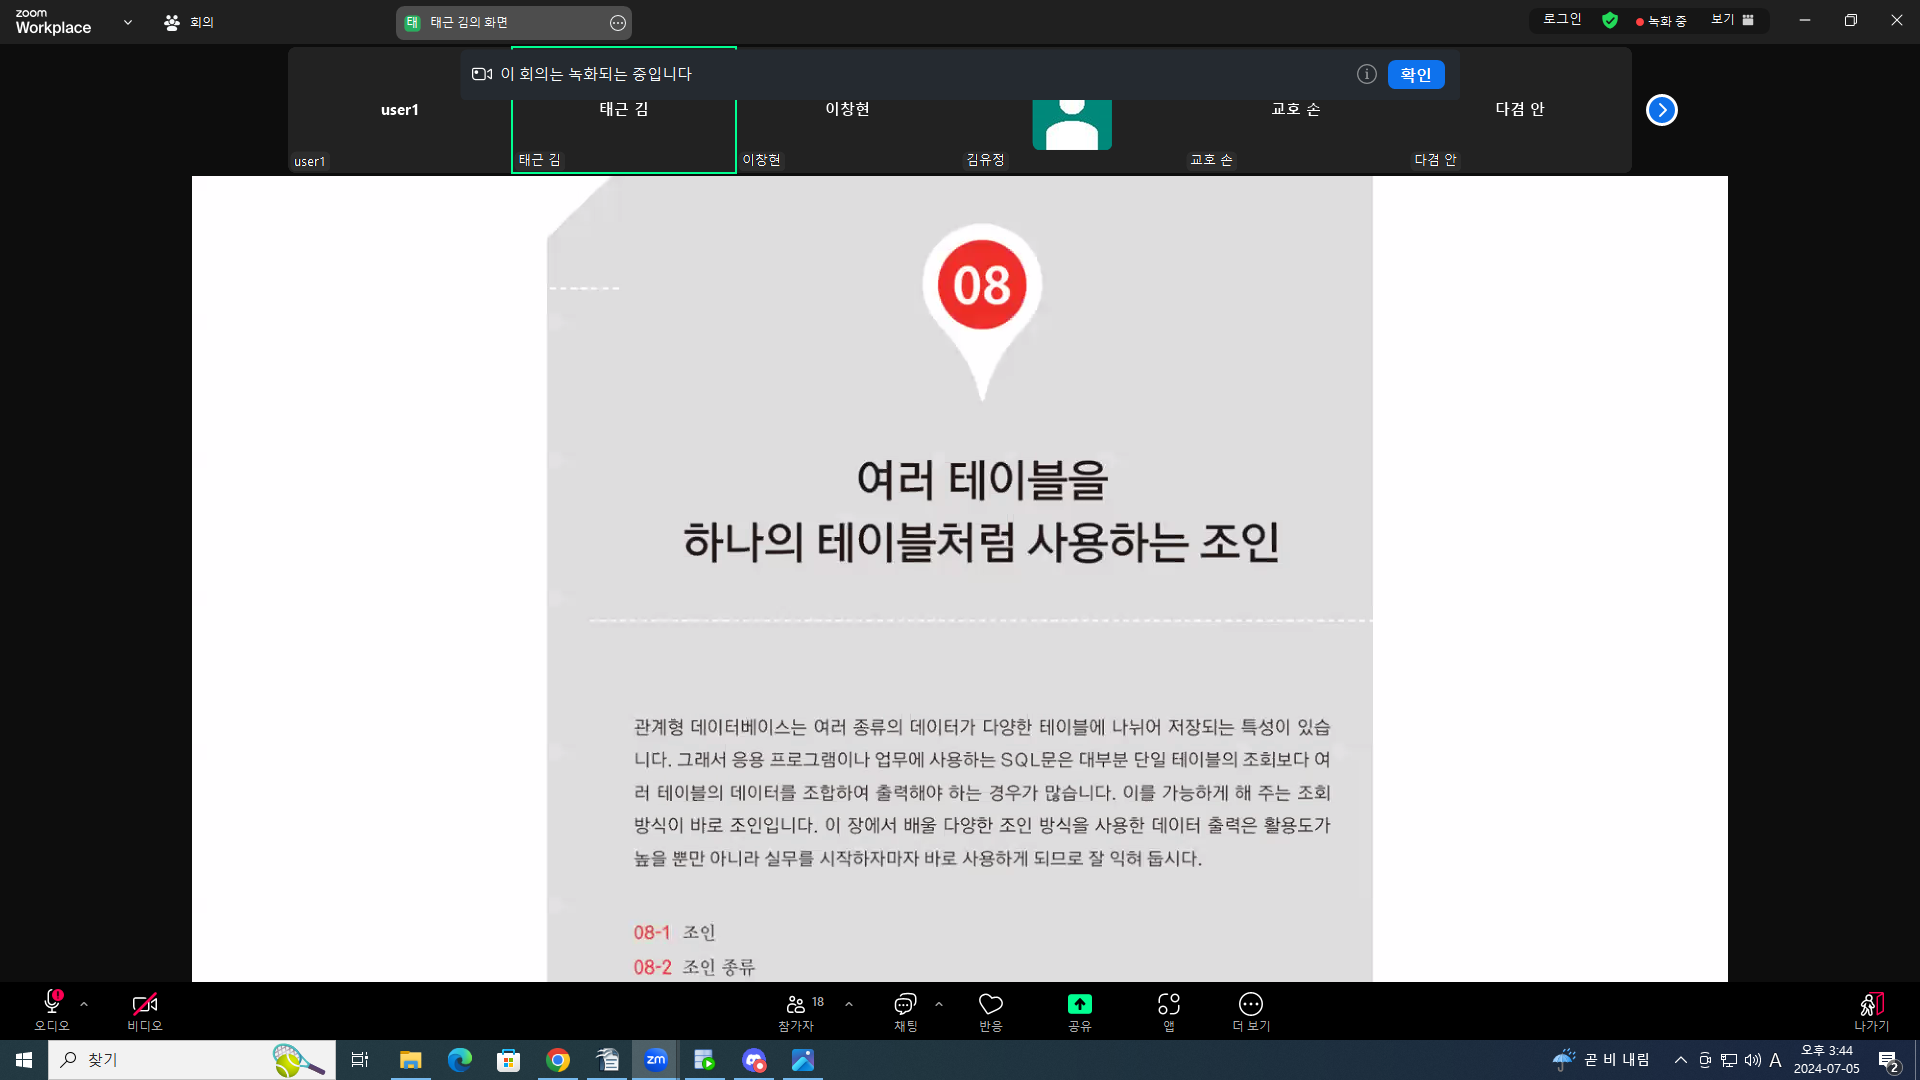 zoom
Workplace
회의
태 태근 김의 화면
로그인
녹화 중
보기
이 회의는 녹화되는 중입니다
확인
user1
태근 김
이창현
교호 손
다겸 안
user1
태근 김
이창현
김유정
교호 손
다겸 안
08
여러 테이블을
하나의 테이블처럼 사용하는 조인
관계형 데이터베이스는 여러 종류의 데이터가 다양한 테이블에 나뉘어 저장되는 특성이 있습
니다. 그래서 응용 프로그램이나 업무에 사용하는 SQL문은 대부분 단일 테이블의 조회보다 여
러 테이블의 데이터를 조합하여 출력해야 하는 경우가 많습니다. 이를 가능하게 해 주는 조회
방식이 바로 조인입니다. 이 장에서 배울 다양한 조인 방식을 사용한 데이터 출력은 활용도가
높을 뿐만 아니라 실무를 시작하자마자 바로 사용하게 되므로 잘 익혀 둡시다.
08-1 조인
08-2 조인 종류
오디오
비디오
참가자
18
채팅
반응
공유
앱
더 보기
나가기
찾기
zm
곧 비 내림
A
오후 3:44
2024-07-05
2